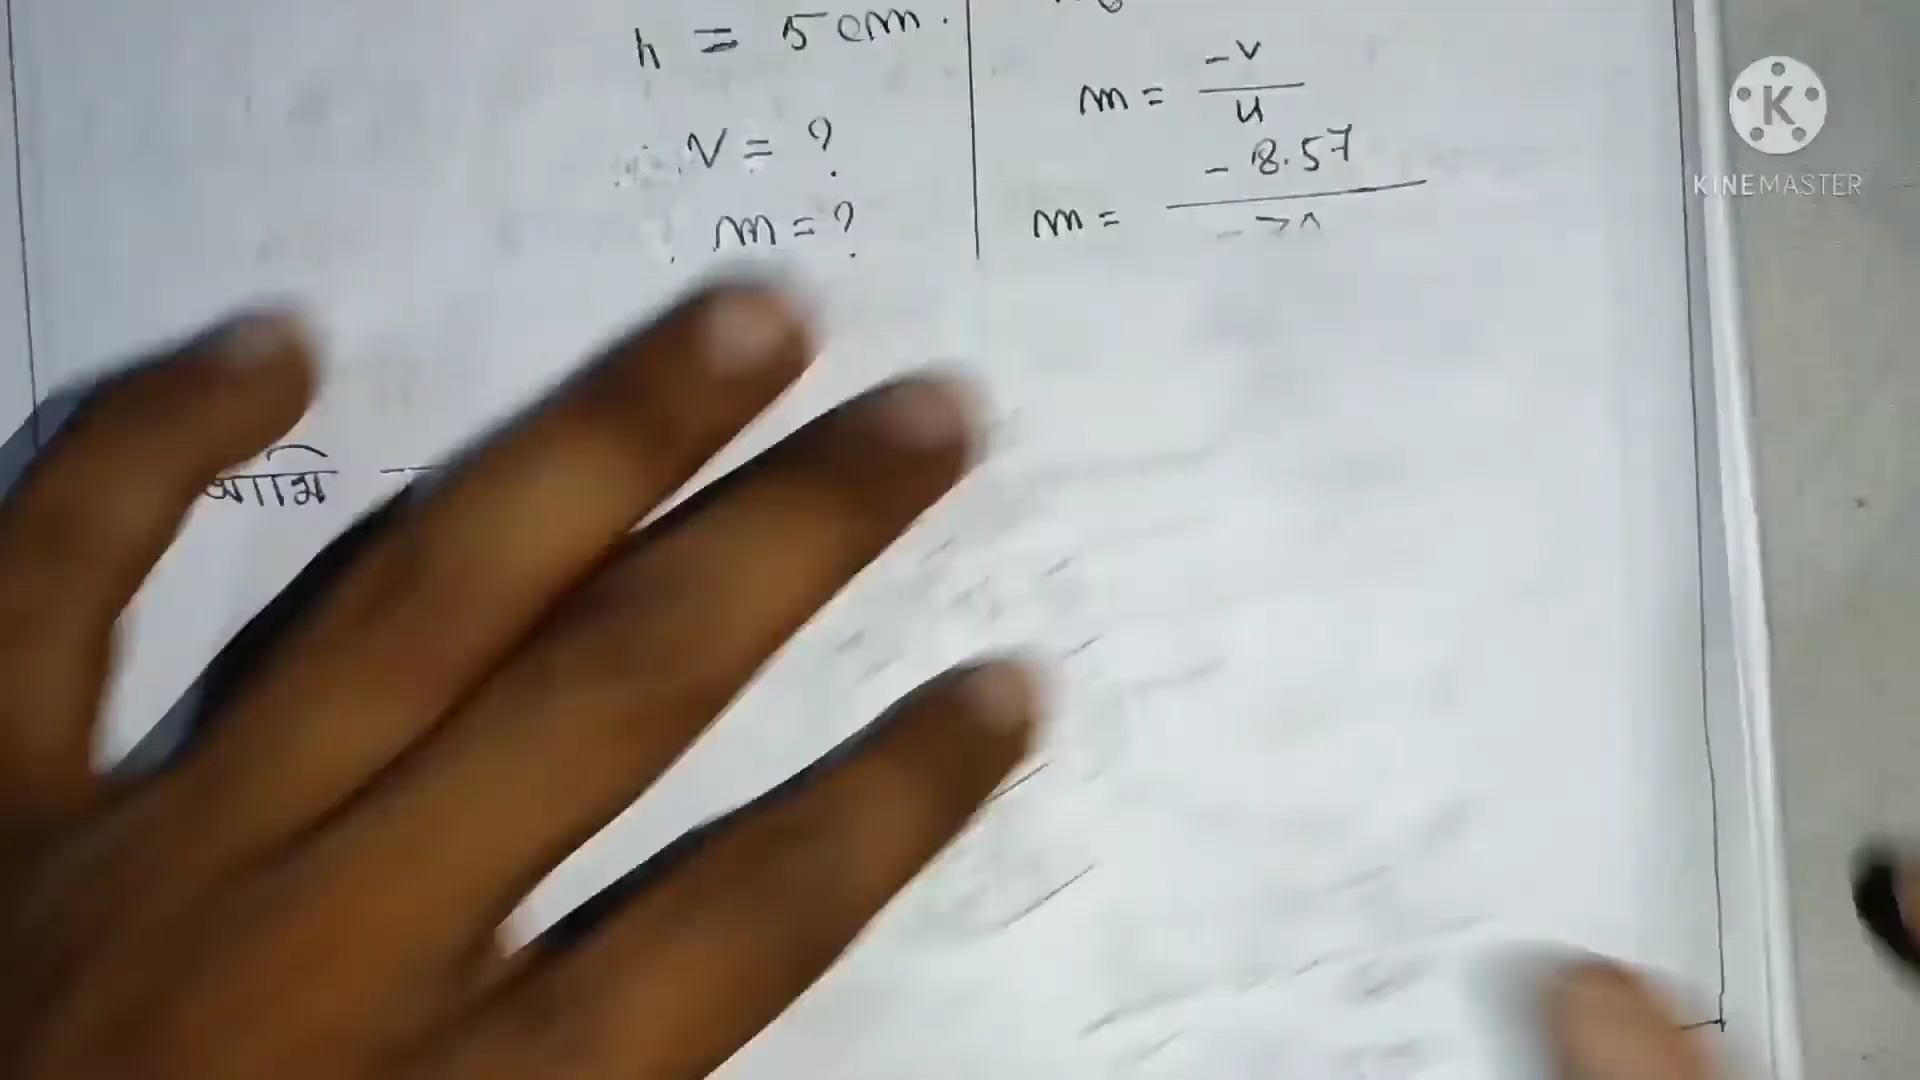 h = 5 cm.
v = ?
m = ?
m = -v / u
- 8.57
m =
আমি
KINEMASTER